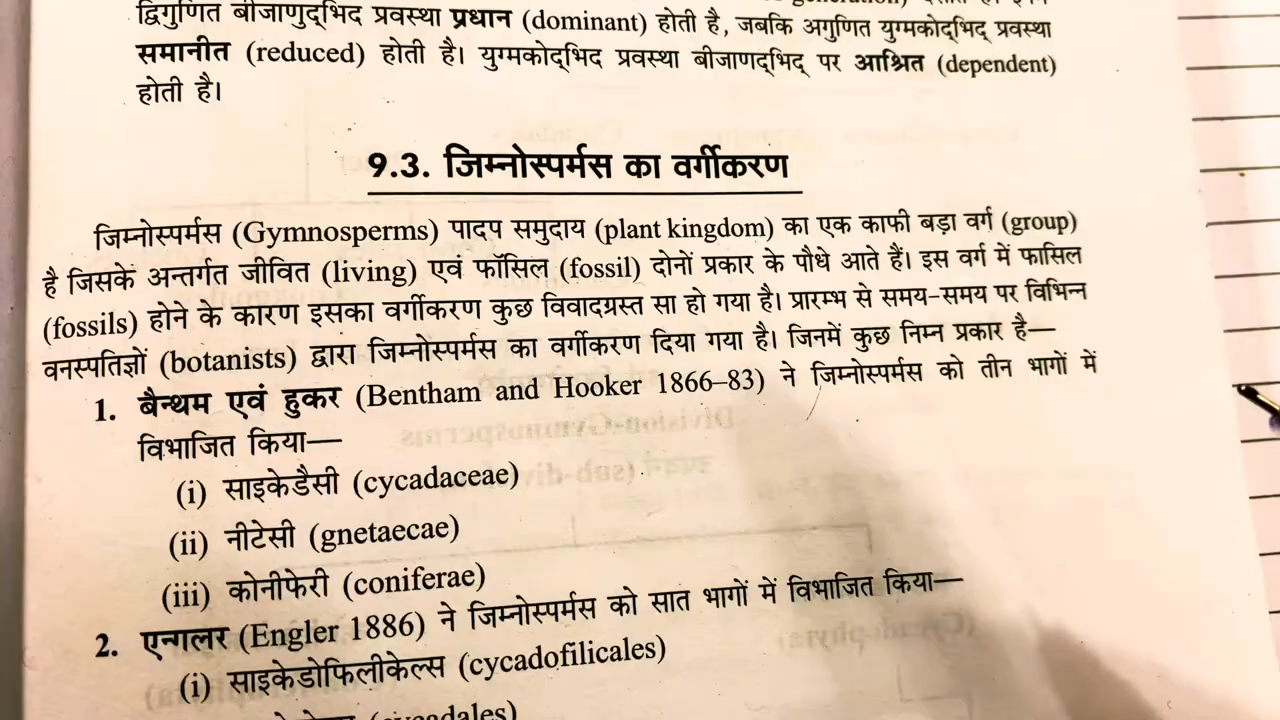 द्विगुणित बीजाणुद्‌भिद प्रवस्था प्रधान (dominant) होती है, जबकि अगुणित युग्मकोद्‌भिद् प्रवस्था
समानीत (reduced) होती है। युग्मकोद्‌भिद प्रवस्था बीजाणद्‌भिद् पर आश्रित (dependent)
होती है।
9.3. जिम्नोस्पर्मस का वर्गीकरण
जिम्नोस्पर्मस (Gymnosperms) पादप समुदाय (plant kingdom) का एक काफी बड़ा वर्ग (group)
है जिसके अन्तर्गत जीवित (living) एवं फॉसिल (fossil) दोनों प्रकार के पौधे आते हैं। इस वर्ग में फासिल
(fossils) होने के कारण इसका वर्गीकरण कुछ विवादग्रस्त सा हो गया है। प्रारम्भ से समय-समय पर विभिन्न
वनस्पतिज्ञों (botanists) द्वारा जिम्नोस्पर्मस का वर्गीकरण दिया गया है। जिनमें कुछ निम्न प्रकार है—
1. बैन्थम एवं हुकर (Bentham and Hooker 1866–83) ने जिम्नोस्पर्मस को तीन भागों में
विभाजित किया—
(i) साइकेडैसी (cycadaceae)
(ii) नीटेसी (gnetaecae)
(iii) कोनीफेरी (coniferae)
2. एन्गलर (Engler 1886) ने जिम्नोस्पर्मस को सात भागों में विभाजित किया—
(i) साइकेडोफिलीकेल्स (cycadofilicales)